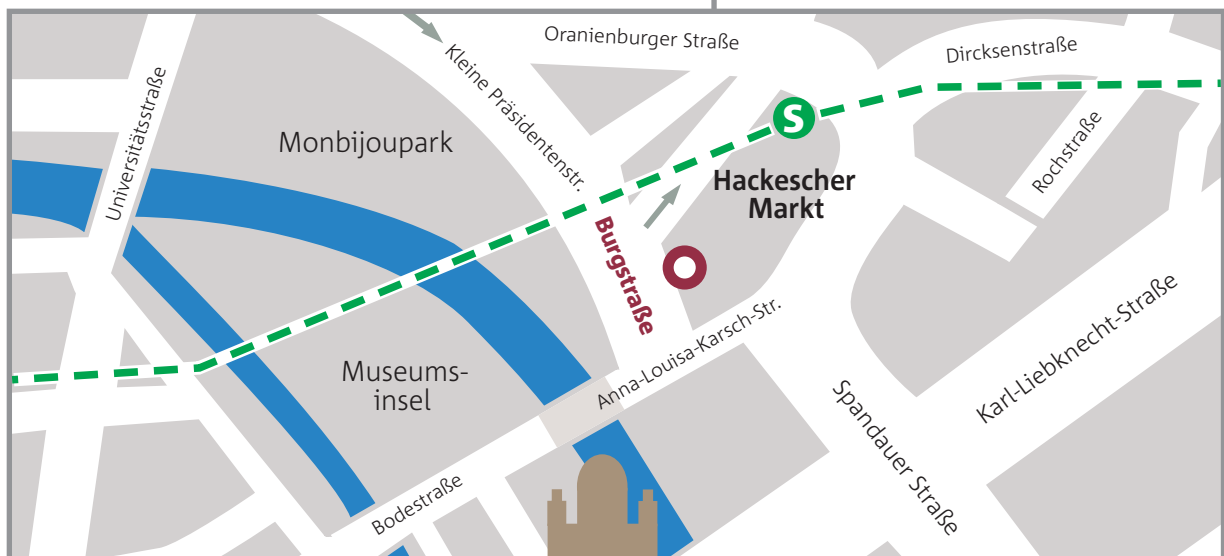 Oranienburger Straße
Dircksenstraße
Kleine Präsidentenstr.
Universitätsstraße
Monbijoupark
S
Rochstraße
Hackescher
Markt
Burgstraße
Anna-Louisa-Karsch-Str.
Karl-Liebknecht-Straße
Museums-
insel
Spandauer Straße
Bodestraße